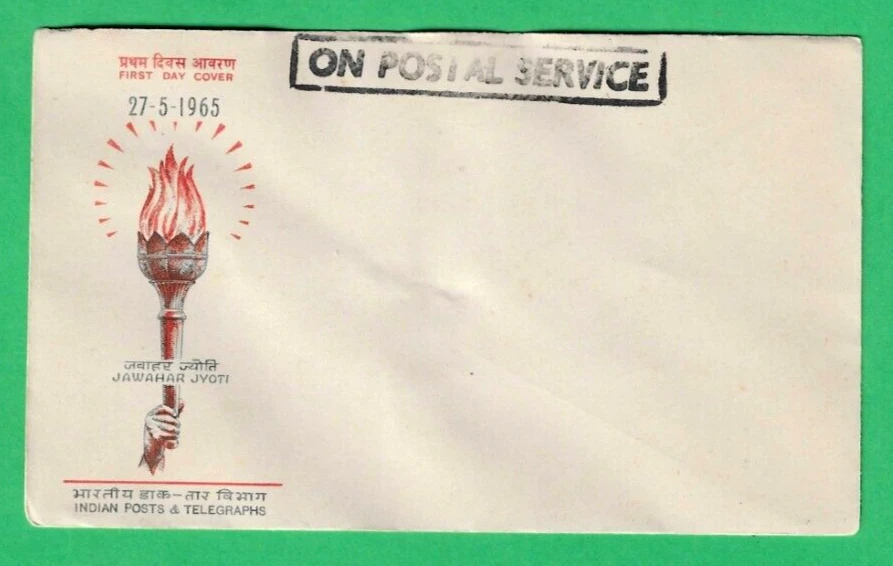 प्रथम दिवस आवरण
FIRST DAY COVER
27-5-1965
ON POSTAL SERVICE
जवाहर ज्योति
JAWAHAR JYOTI
भारतीय डाक-तार विभाग
INDIAN POSTS & TELEGRAPHS